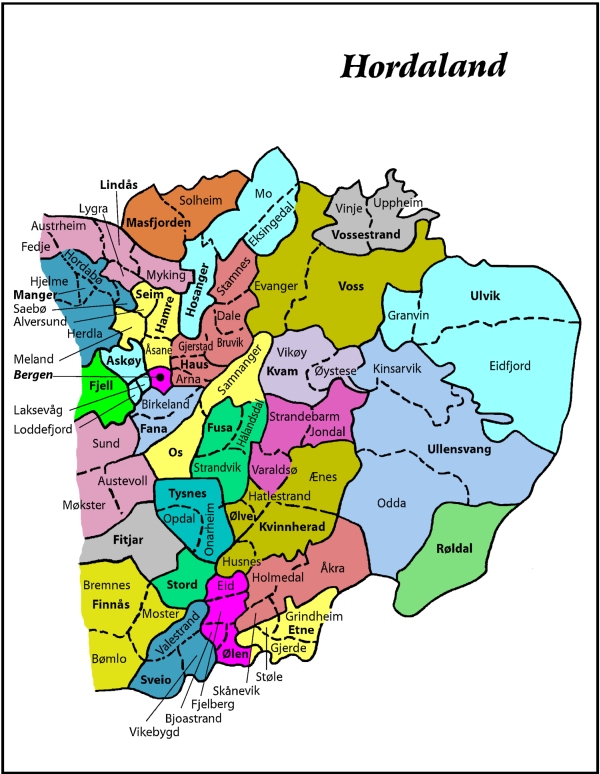 Hordaland
Lindås
Lygra
Solheim
Mo
Masfjorden
Eksingedal
Vinje
Uppheim
Vossestrand
Austrheim
Fedje
Hordabø
Myking
Hosanger
Stamnes
Evanger
Voss
Hjelme
Manger
Saebø
Alversund
Herdla
Seim
Hamre
Dale
Bruvik
Granvin
Ulvik
Eidfjord
Meland
Askøy
Åsane
Gjerstad
Haus
Arna
Samnanger
Vikøy
Kvam
Øystese
Kinsarvik
Bergen
Fjell
Laksevåg
Loddefjord
Birkeland
Fana
Fusa
Hålandsdal
Strandebarm
Jondal
Ullensvang
Sund
Os
Strandvik
Varaldsø
Ænes
Austevoll
Møkster
Tysnes
Opdal
Onarheim
Hatlestrand
Ølve
Kvinnherad
Odda
Røldal
Fitjar
Husnes
Holmedal
Åkra
Bremnes
Finnås
Stord
Eid
Moster
Valestrand
Grindheim
Etne
Gjerde
Bømlo
Sveio
Ølen
Støle
Skånevik
Fjelberg
Bjoastrand
Vikebygd